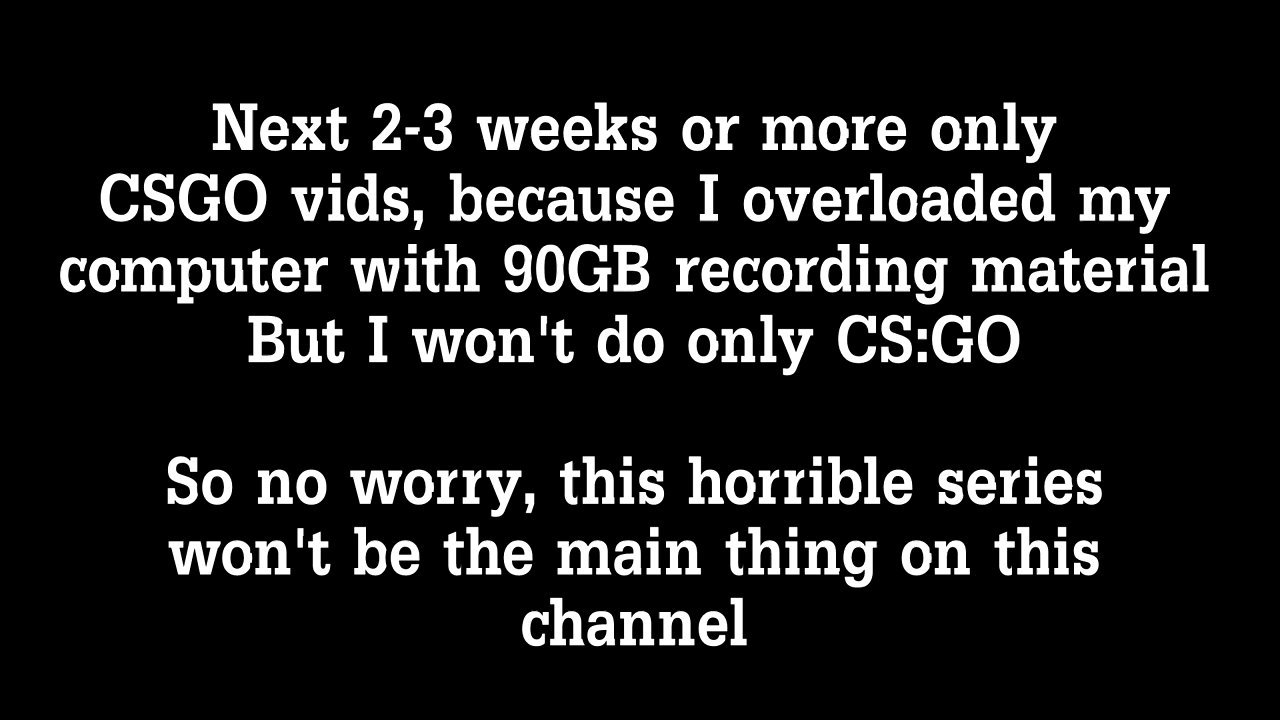 Next 2-3 weeks or more only
CSGO vids, because I overloaded my
computer with 90GB recording material
But I won't do only CS:GO
So no worry, this horrible series
won't be the main thing on this
channel